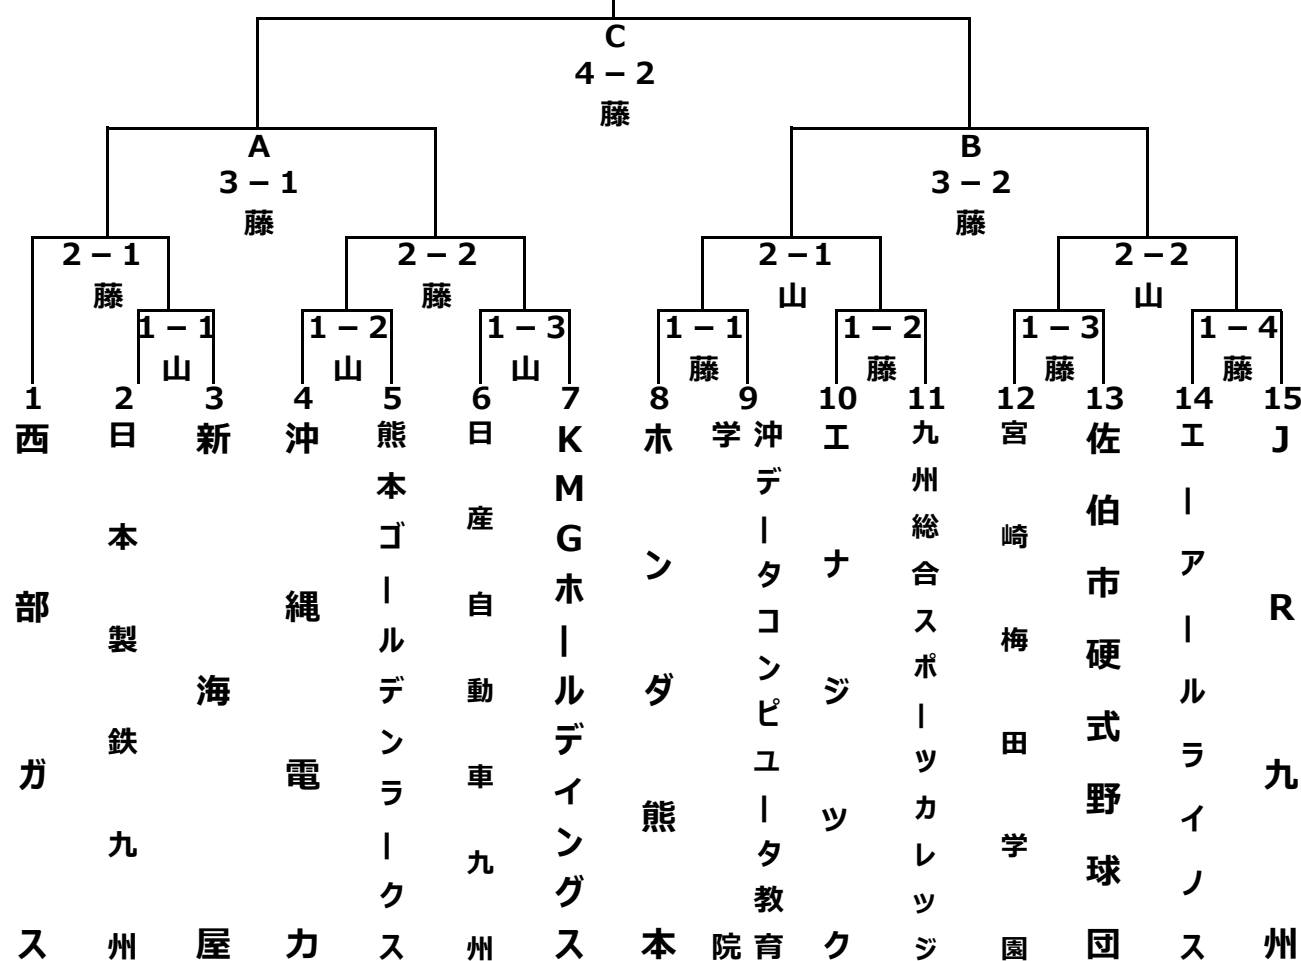 C
4－2
藤
A
3－1
藤
B
3－2
藤
2－1
藤
2－2
藤
2－1
山
2－2
山
1－1
山
1－2
山
1－3
山
1－1
藤
1－2
藤
1－3
藤
1－4
藤
1
西部ガス
2
日本製鉄九州
3
新海屋
4
沖縄電力
5
熊本ゴールデンラークス
6
日産自動車九州
7
KMGホールディングス
8
ホンダ熊本
9
沖データコンピュータ教育
学院
10
エナジック
11
九州総合スポーツカレッジ
12
宮崎梅田学園
13
佐伯市硬式野球団
14
エーアールライノス
15
JR九州